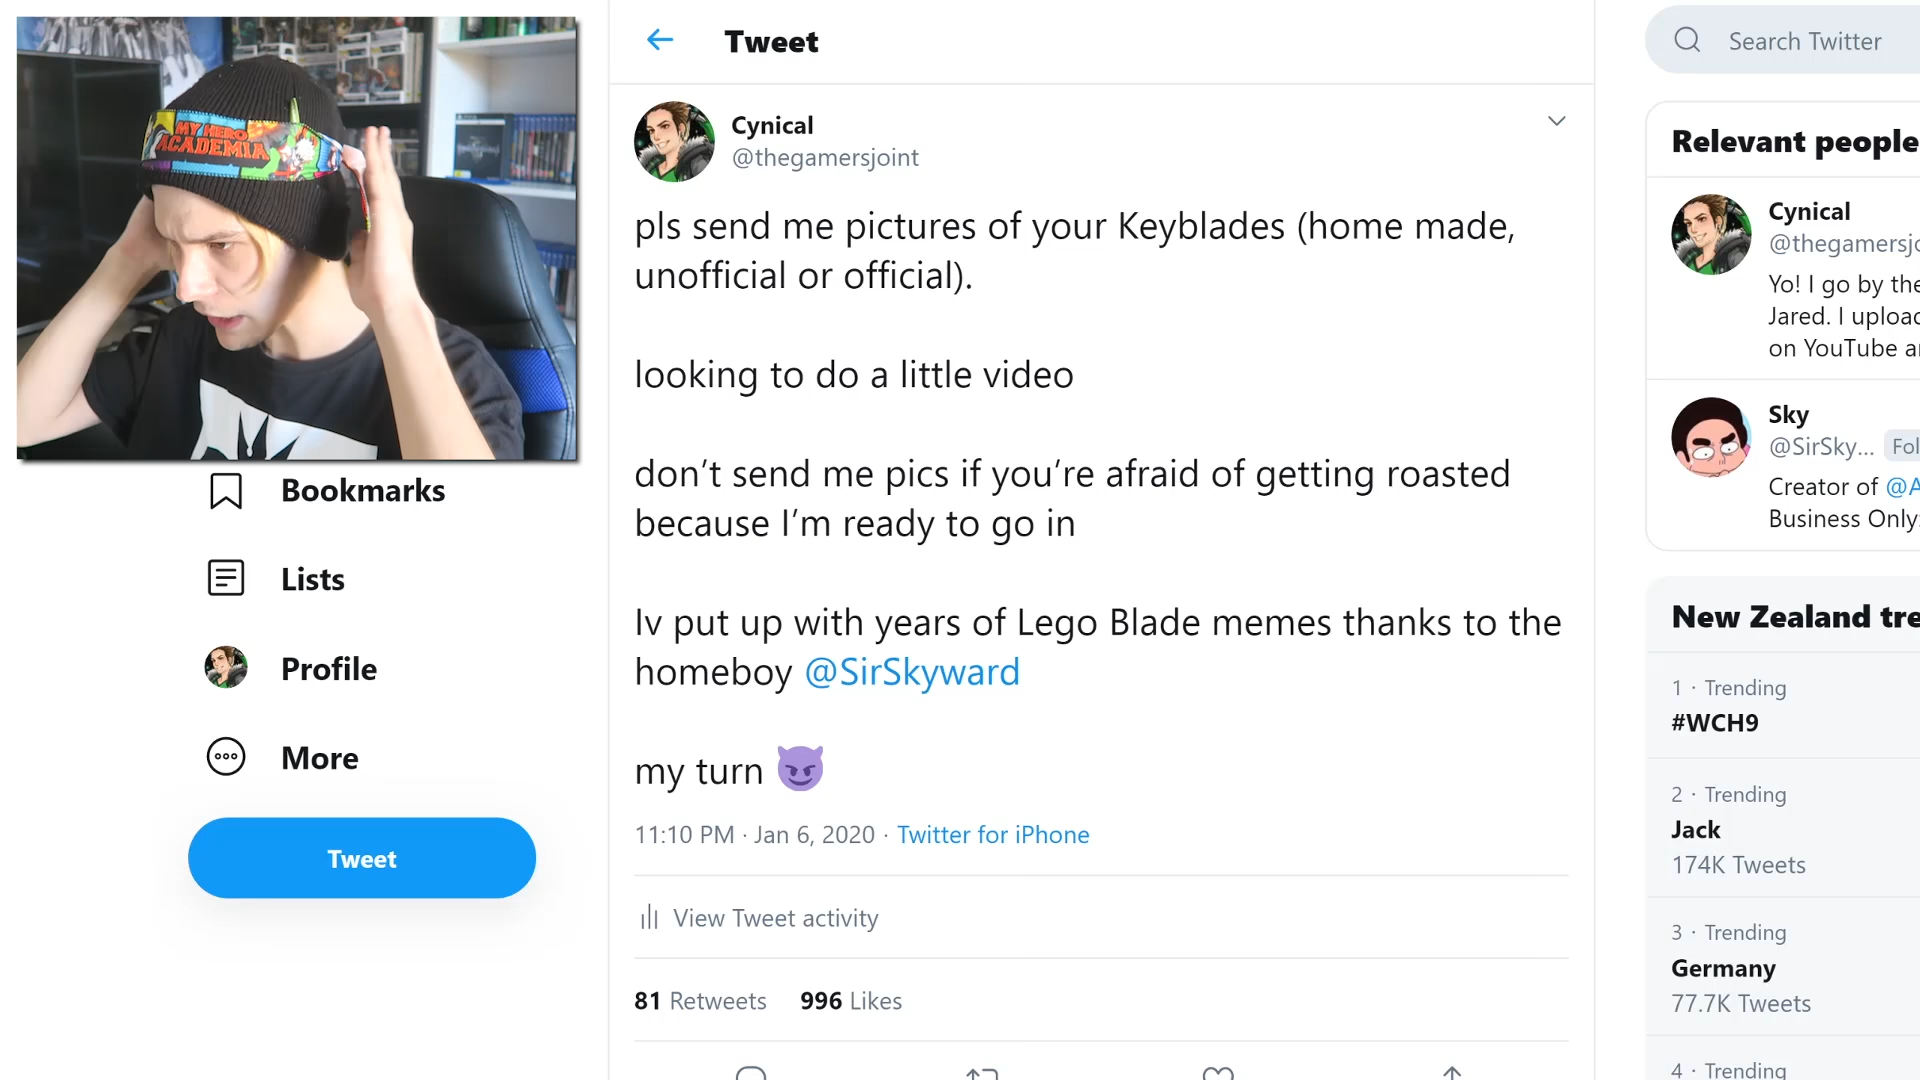 MY HERO
ACADEMIA
Bookmarks
Lists
Profile
More
Tweet
Tweet
Cynical
@thegamersjoint
pls send me pictures of your Keyblades (home made,
unofficial or official).
looking to do a little video
don’t send me pics if you’re afraid of getting roasted
because I’m ready to go in
Iv put up with years of Lego Blade memes thanks to the
homeboy @SirSkyward
my turn 😈
11:10 PM · Jan 6, 2020 · Twitter for iPhone
View Tweet activity
81 Retweets 996 Likes
Search Twitter
Relevant people
Cynical
@thegamersjo
Yo! I go by the
Jared. I upload
on YouTube a
Sky
@SirSky... Fol
Creator of @A
Business Only:
New Zealand tre
1 · Trending
#WCH9
2 · Trending
Jack
174K Tweets
3 · Trending
Germany
77.7K Tweets
4 · Trending